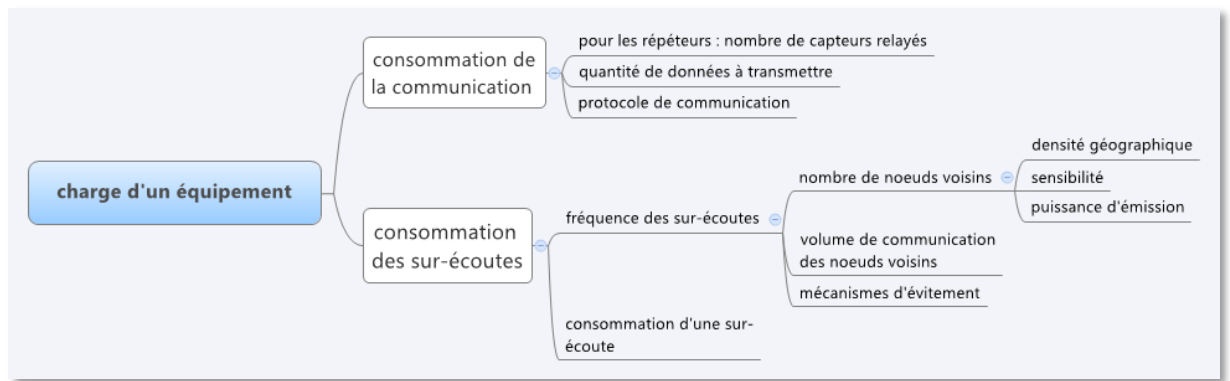 charge d'un équipement
consommation de
la communication
pour les répéteurs : nombre de capteurs relayés
quantité de données à transmettre
protocole de communication
consommation
des sur-écoutes
fréquence des sur-écoutes
nombre de noeuds voisins
densité géographique
sensibilité
puissance d'émission
volume de communication
des noeuds voisins
mécanismes d'évitement
consommation d'une sur-
écoute